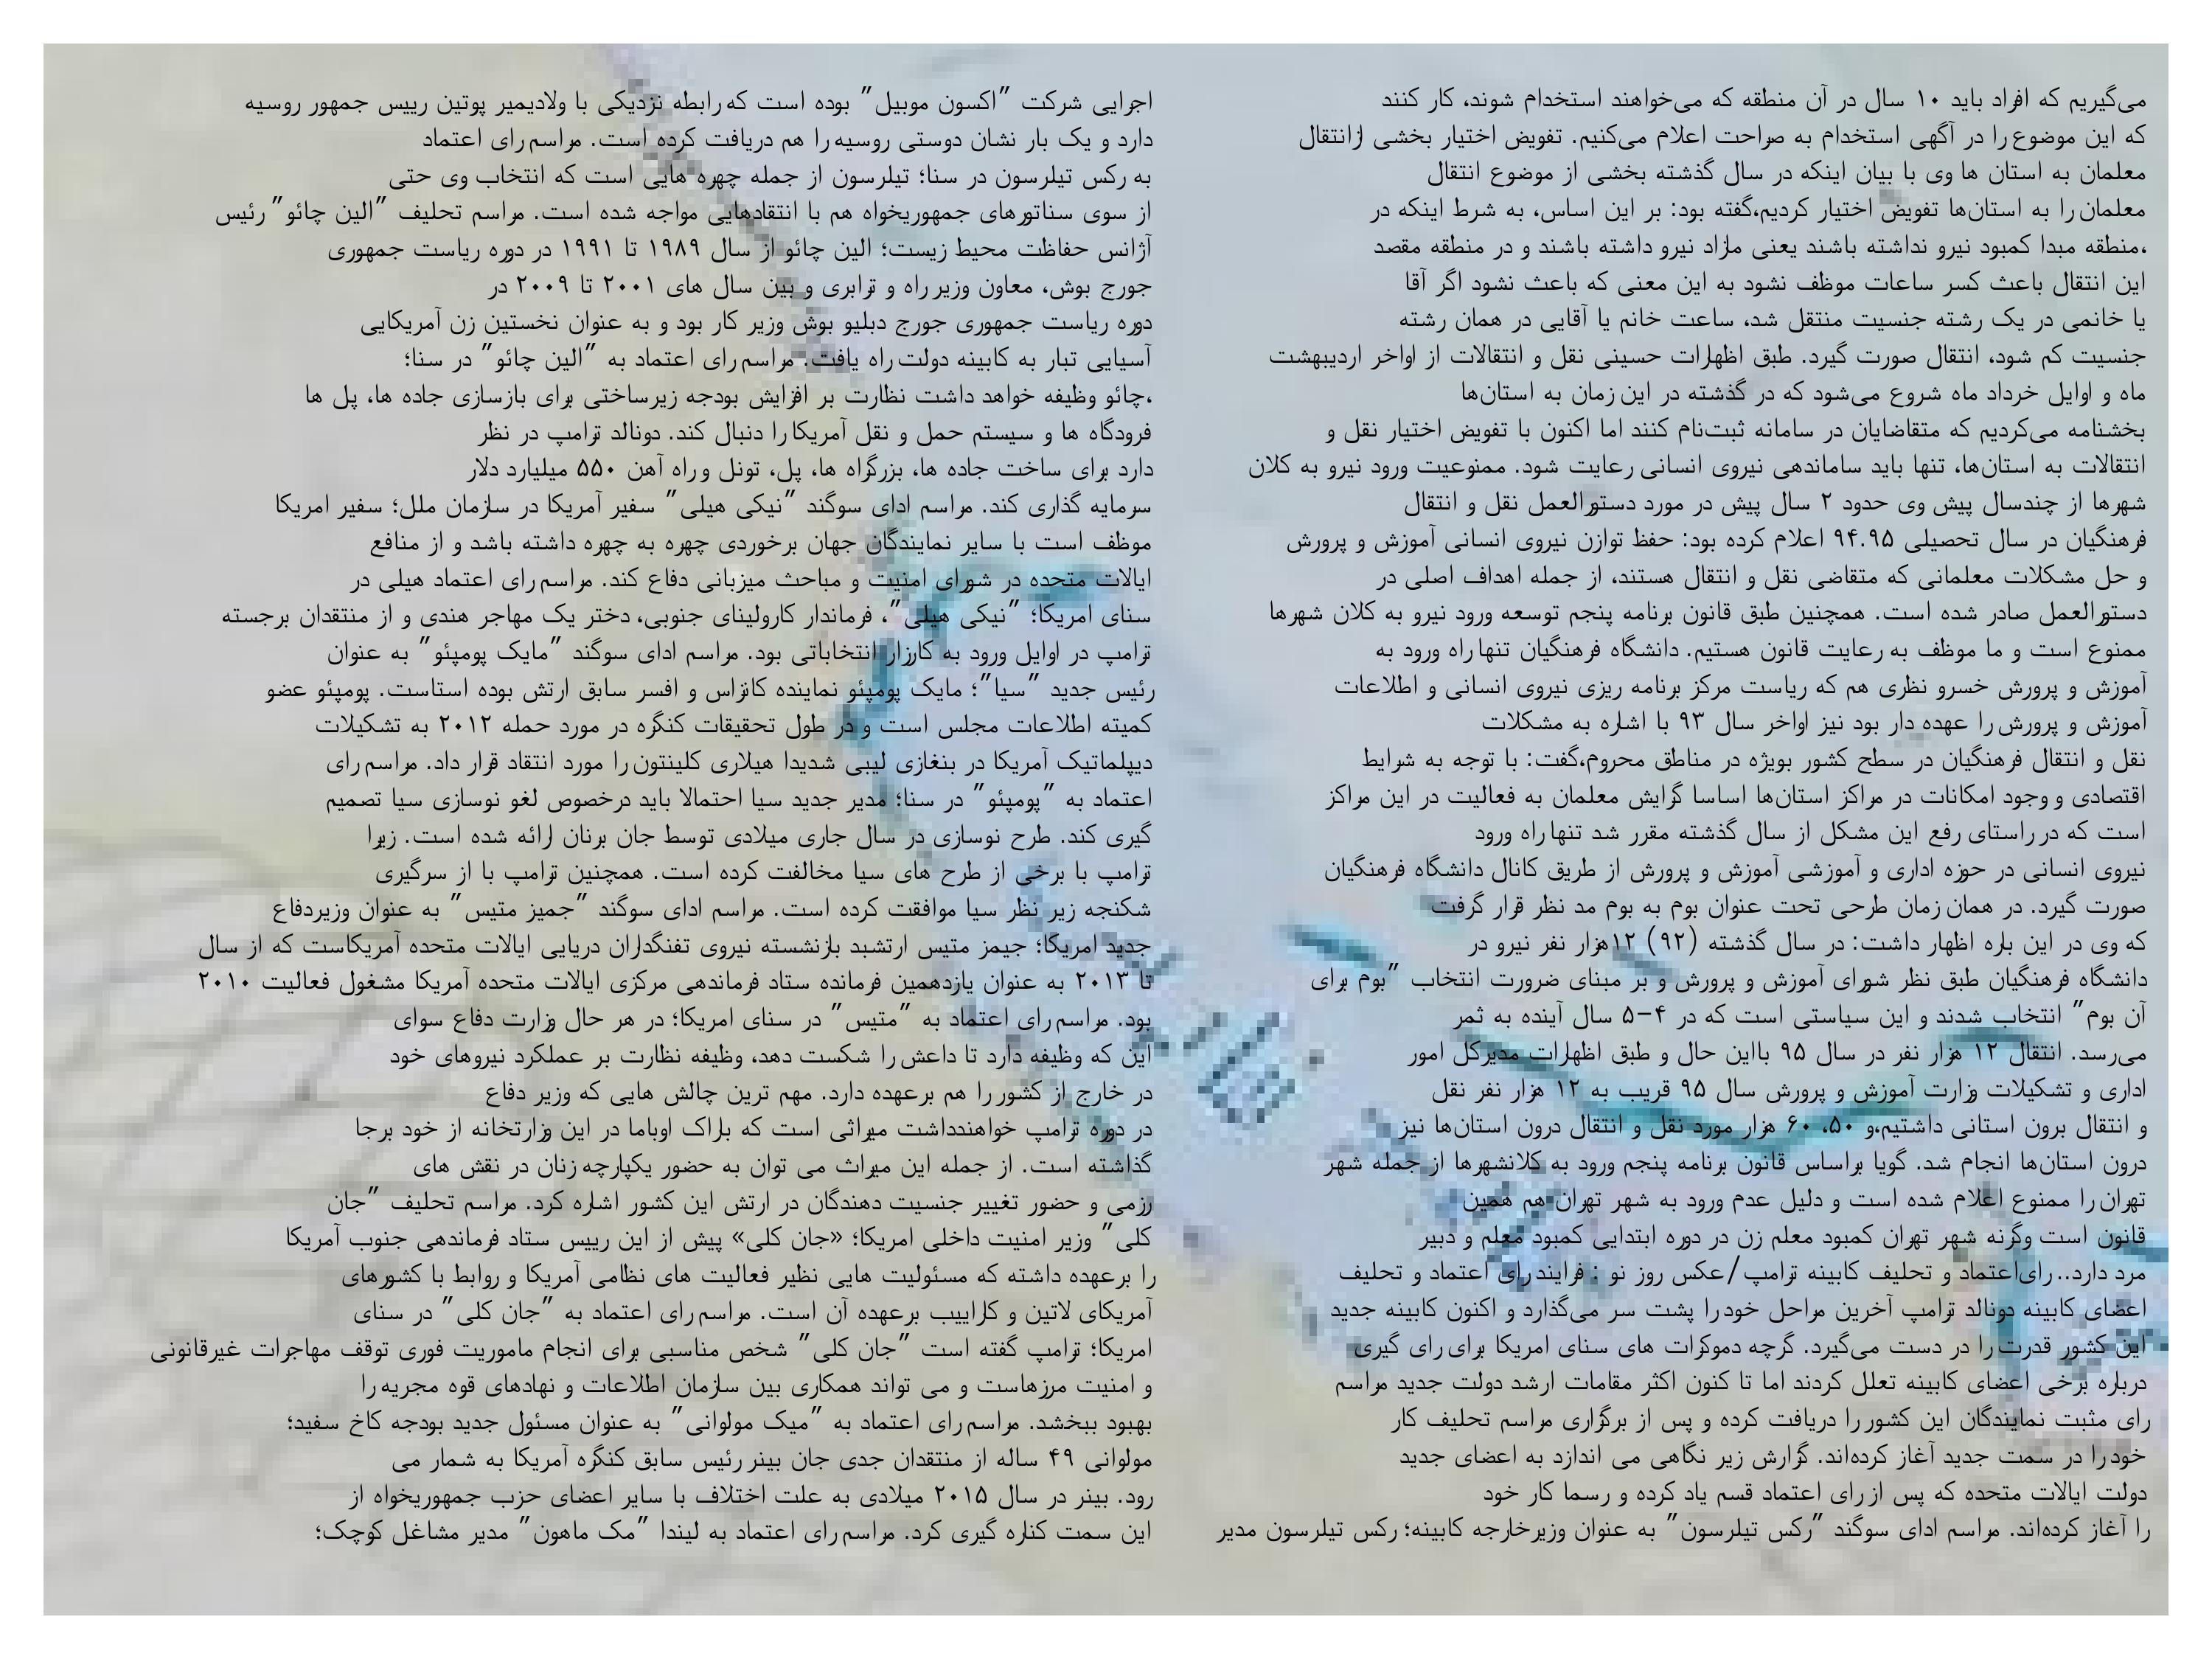 می‌گیریم که افراد باید ۱۰ سال در آن منطقه که می‌خواهند استخدام شوند، کار کنند
که این موضوع را در آگهی استخدام به صراحت اعلام می‌کنیم. تفویض اختیار بخشی ازانتقال
معلمان به استان ها وی با بیان اینکه در سال گذشته بخشی از موضوع انتقال
معلمان را به استان‌ها تفویض اختیار کردیم،گفته بود: بر این اساس، به شرط اینکه در
منطقه مبدا کمبود نیرو نداشته باشند یعنی مازاد نیرو داشته باشند و در منطقه مقصد،
این انتقال باعث کسر ساعات موظف نشود به این معنی که باعث نشود اگر آقا
یا خانمی در یک رشته جنسیت منتقل شد، ساعت خانم یا آقایی در همان رشته
جنسیت کم شود، انتقال صورت گیرد. طبق اظهارات حسینی نقل و انتقالات از اواخر اردیبهشت
ماه و اوایل خرداد ماه شروع می‌شود که در گذشته در این زمان به استان‌ها
بخشنامه می‌کردیم که متقاضایان در سامانه ثبت‌نام کنند اما اکنون با تفویض اختیار نقل و
انتقالات به استان‌ها، تنها باید ساماندهی نیروی انسانی رعایت شود. ممنوعیت ورود نیرو به کلان
شهرها از چندسال پیش وی حدود ۲ سال پیش در مورد دستورالعمل نقل و انتقال
فرهنگیان در سال تحصیلی ۹۴.۹۵ اعلام کرده بود: حفظ توازن نیروی انسانی آموزش و پرورش
و حل مشکلات معلمانی که متقاضی نقل و انتقال هستند، از جمله اهداف اصلی در
دستورالعمل صادر شده است. همچنین طبق قانون برنامه پنجم توسعه ورود نیرو به کلان شهرها
ممنوع است و ما موظف به رعایت قانون هستیم. دانشگاه فرهنگیان تنها راه ورود به
آموزش و پرورش خسرو نظری هم که ریاست مرکز برنامه ریزی نیروی انسانی و اطلاعات
آموزش و پرورش را عهده دار بود نیز اواخر سال ۹۳ با اشاره به مشکلات
نقل و انتقال فرهنگیان در سطح کشور بویژه در مناطق محروم،گفت: با توجه به شرایط
اقتصادی و وجود امکانات در مراکز استان‌ها اساسا گرایش معلمان به فعالیت در این مراکز
است که در راستای رفع این مشکل از سال گذشته مقرر شد تنها راه ورود
نیروی انسانی در حوزه اداری و آموزشی آموزش و پرورش از طریق کانال دانشگاه فرهنگیان
صورت گیرد. در همان زمان طرحی تحت عنوان بوم به بوم مد نظر قرار گرفت
که وی در این باره اظهار داشت: در سال گذشته (۹۲) ۱۲هزار نفر نیرو در
دانشگاه فرهنگیان طبق نظر شورای آموزش و پرورش و بر مبنای ضرورت انتخاب "بوم برای
آن بوم" انتخاب شدند و این سیاستی است که در ۴-۵ سال آینده به ثمر
می‌رسد. انتقال ۱۲ هزار نفر در سال ۹۵ بااین حال و طبق اظهارات مدیرکل امور
اداری و تشکیلات وزارت آموزش و پرورش سال ۹۵ قریب به ۱۲ هزار نفر نقل
و انتقال برون استانی داشتیم،و ۵۰، ۶۰ هزار مورد نقل و انتقال درون استان‌ها نیز
درون استان‌ها انجام شد. گویا براساس قانون برنامه پنجم ورود به کلانشهرها از جمله شهر
تهران را ممنوع اعلام شده است و دلیل عدم ورود به شهر تهران هم همین
قانون است وگرنه شهر تهران کمبود معلم زن در دوره ابتدایی کمبود معلم و دبیر
مرد دارد.. رای‌اعتماد و تحلیف کابینه ترامپ/عکس روز نو : فرایند رای اعتماد و تحلیف
اعضای کابینه دونالد ترامپ آخرین مراحل خود را پشت سر می‌گذارد و اکنون کابینه جدید
این کشور قدرت را در دست می‌گیرد. گرچه دموکرات های سنای امریکا برای رای گیری
درباره برخی اعضای کابینه تعلل کردند اما تا کنون اکثر مقامات ارشد دولت جدید مراسم
رای مثبت نمایندگان این کشور را دریافت کرده و پس از برگزاری مراسم تحلیف کار
خود را در سمت جدید آغاز کرده‌اند. گزارش زیر نگاهی می اندازد به اعضای جدید
دولت ایالات متحده که پس از رای اعتماد قسم یاد کرده و رسما کار خود
را آغاز کرده‌اند. مراسم ادای سوگند "رکس تیلرسون" به عنوان وزیرخارجه کابینه؛ رکس تیلرسون مدیر
اجرایی شرکت "اکسون موبیل" بوده است که رابطه نزدیکی با ولادیمیر پوتین رییس جمهور روسیه
دارد و یک بار نشان دوستی روسیه را هم دریافت کرده است. مراسم رای اعتماد
به رکس تیلرسون در سنا؛ تیلرسون از جمله چهره هایی است که انتخاب وی حتی
از سوی سناتورهای جمهوریخواه هم با انتقادهایی مواجه شده است. مراسم تحلیف "الین چائو" رئیس
آژانس حفاظت محیط زیست؛ الین چائو از سال ۱۹۸۹ تا ۱۹۹۱ در دوره ریاست جمهوری
جورج بوش، معاون وزیر راه و ترابری و بین سال های ۲۰۰۱ تا ۲۰۰۹ در
دوره ریاست جمهوری جورج دبلیو بوش وزیر کار بود و به عنوان نخستین زن آمریکایی
آسیایی تبار به کابینه دولت راه یافت. مراسم رای اعتماد به "الین چائو" در سنا؛
چائو وظیفه خواهد داشت نظارت بر افزایش بودجه زیرساختی برای بازسازی جاده ها، پل ها،
فرودگاه ها و سیستم حمل و نقل آمریکا را دنبال کند. دونالد ترامپ در نظر
دارد برای ساخت جاده ها، بزرگراه ها، پل، تونل و راه آهن ۵۵۰ میلیارد دلار
سرمایه گذاری کند. مراسم ادای سوگند "نیکی هیلی" سفیر آمریکا در سازمان ملل؛ سفیر امریکا
موظف است با سایر نمایندگان جهان برخوردی چهره به چهره داشته باشد و از منافع
ایالات متحده در شورای امنیت و مباحث میزبانی دفاع کند. مراسم رای اعتماد هیلی در
سنای امریکا؛ "نیکی هیلی"، فرماندار کارولینای جنوبی، دختر یک مهاجر هندی و از منتقدان برجسته
ترامپ در اوایل ورود به کارزار انتخاباتی بود. مراسم ادای سوگند "مایک پومپئو" به عنوان
رئیس جدید "سیا"؛ مایک پومپئو نماینده کانزاس و افسر سابق ارتش بوده استاست. پومپئو عضو
کمیته اطلاعات مجلس است و در طول تحقیقات کنگره در مورد حمله ۲۰۱۲ به تشکیلات
دیپلماتیک آمریکا در بنغازی لیبی شدیدا هیلاری کلینتون را مورد انتقاد قرار داد. مراسم رای
اعتماد به "پومپئو" در سنا؛ مدیر جدید سیا احتمالا باید درخصوص لغو نوسازی سیا تصمیم
گیری کند. طرح نوسازی در سال جاری میلادی توسط جان برنان ارائه شده است. زیرا
ترامپ با برخی از طرح های سیا مخالفت کرده است. همچنین ترامپ با از سرگیری
شکنجه زیر نظر سیا موافقت کرده است. مراسم ادای سوگند "جمیز متیس" به عنوان وزیردفاع
جدید امریکا؛ جیمز متیس ارتشبد بازنشسته نیروی تفنگداران دریایی ایالات متحده آمریکاست که از سال
۲۰۱۰ تا ۲۰۱۳ به عنوان یازدهمین فرمانده ستاد فرماندهی مرکزی ایالات متحده آمریکا مشغول فعالیت
بود. مراسم رای اعتماد به "متیس" در سنای امریکا؛ در هر حال وزارت دفاع سوای
این که وظیفه دارد تا داعش را شکست دهد، وظیفه نظارت بر عملکرد نیروهای خود
در خارج از کشور را هم برعهده دارد. مهم ترین چالش هایی که وزیر دفاع
در دوره ترامپ خواهندداشت میراثی است که باراک اوباما در این وزارتخانه از خود برجا
گذاشته است. از جمله این میراث می توان به حضور یکپارچه زنان در نقش های
رزمی و حضور تغییر جنسیت دهندگان در ارتش این کشور اشاره کرد. مراسم تحلیف "جان
کلی" وزیر امنیت داخلی امریکا؛ «جان کلی» پیش از این رییس ستاد فرماندهی جنوب آمریکا
را برعهده داشته که مسئولیت هایی نظیر فعالیت های نظامی آمریکا و روابط با کشورهای
آمریکای لاتین و کارایيب برعهده آن است. مراسم رای اعتماد به "جان کلی" در سنای
امریکا؛ ترامپ گفته است "جان کلی" شخص مناسبی برای انجام ماموریت فوری توقف مهاجرات غیرقانونی
و امنیت مرزهاست و می تواند همکاری بین سازمان اطلاعات و نهادهای قوه مجریه را
بهبود ببخشد. مراسم رای اعتماد به "میک مولوانی" به عنوان مسئول جدید بودجه کاخ سفید؛
مولوانی ۴۹ ساله از منتقدان جدی جان بینر رئیس سابق کنگره آمریکا به شمار می
رود. بینر در سال ۲۰۱۵ میلادی به علت اختلاف با سایر اعضای حزب جمهوریخواه از
این سمت کناره گیری کرد. مراسم رای اعتماد به لیندا "مک ماهون" مدیر مشاغل کوچک؛